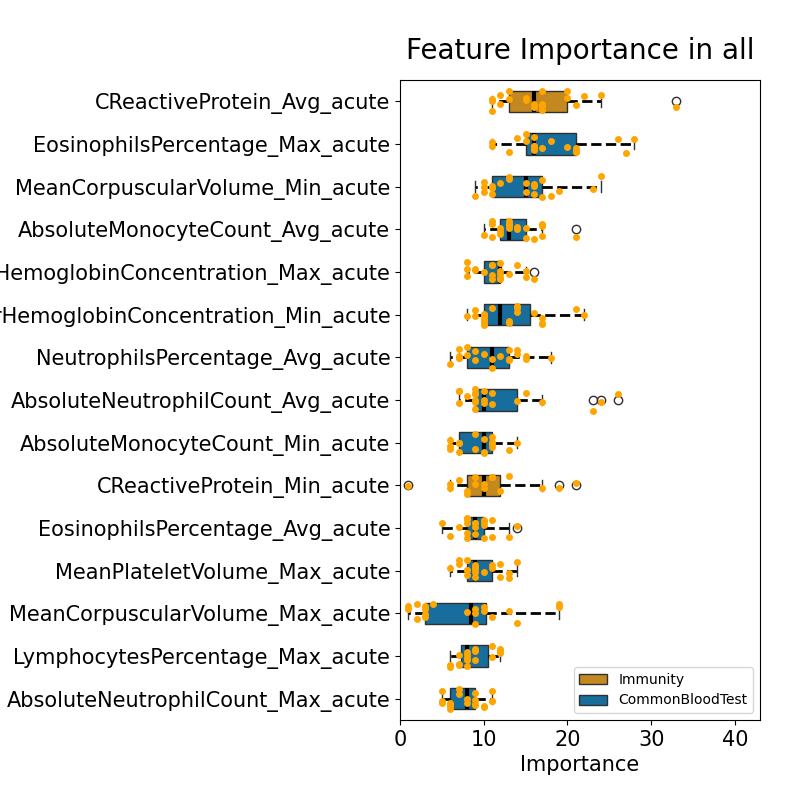 Feature Importance in all
CReactiveProtein_Avg_acute
EosinophilsPercentage_Max_acute
MeanCorpuscularVolume_Min_acute
AbsoluteMonocyteCount_Avg_acute
HemoglobinConcentration_Max_acute
rHemoglobinConcentration_Min_acute
NeutrophilsPercentage_Avg_acute
AbsoluteNeutrophilCount_Avg_acute
AbsoluteMonocyteCount_Min_acute
CReactiveProtein_Min_acute
EosinophilsPercentage_Avg_acute
MeanPlateletVolume_Max_acute
MeanCorpuscularVolume_Max_acute
LymphocytesPercentage_Max_acute
AbsoluteNeutrophilCount_Max_acute
Immunity
CommonBloodTest
0 10 20 30 40
Importance